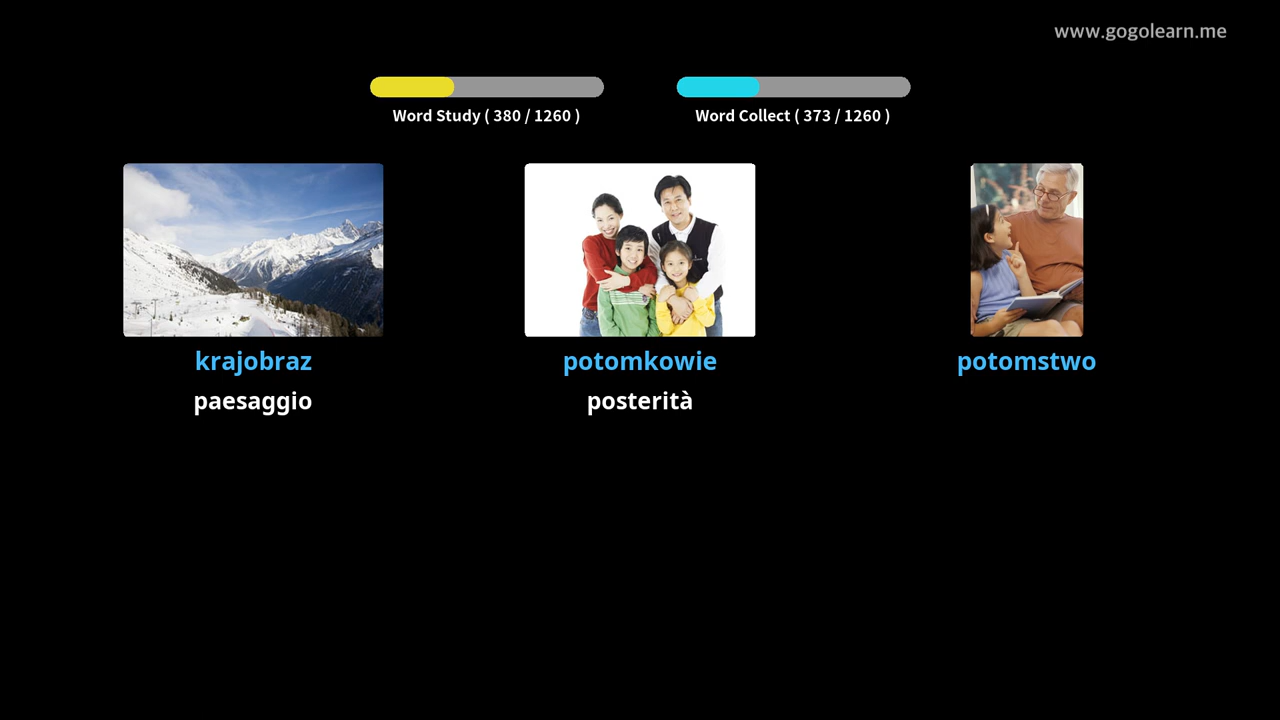 www.gogolearn.me
Word Study ( 380 / 1260 )
Word Collect ( 373 / 1260 )
krajobraz
potomkowie
potomstwo
paesaggio
posterità